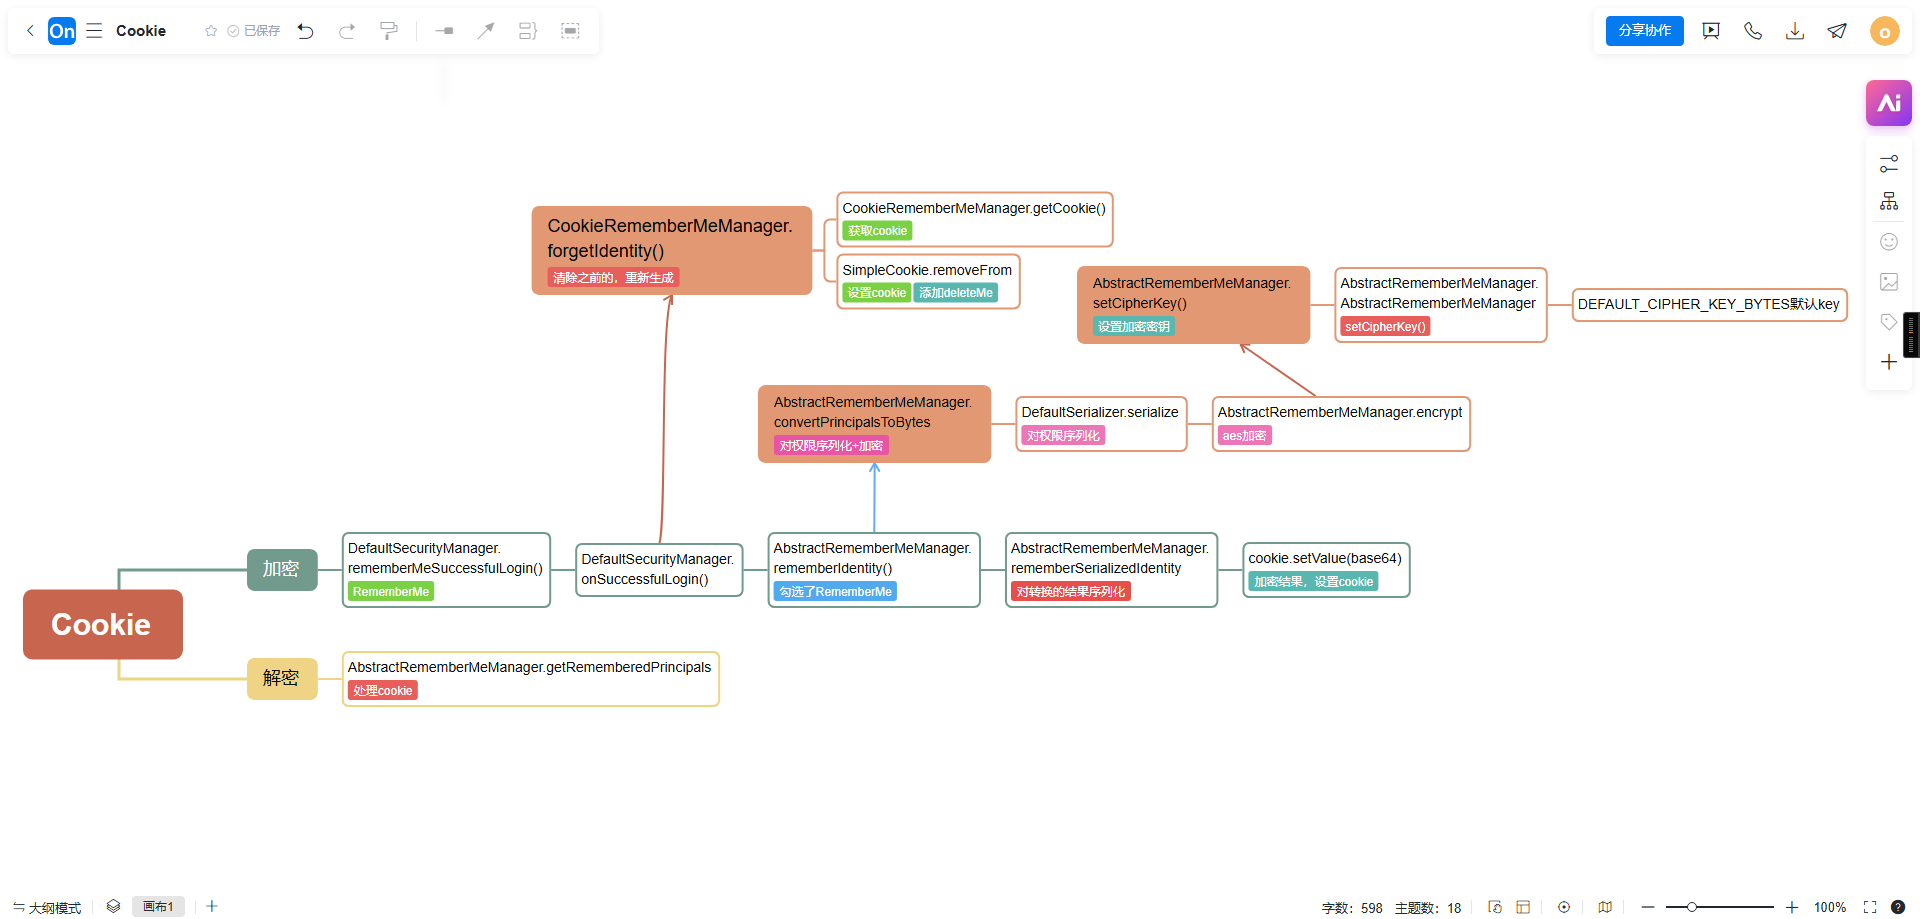 On
Cookie
已保存
分享协作
o
Ai
CookieRememberMeManager.
forgetIdentity()
清除之前的，重新生成
CookieRememberMeManager.getCookie()
获取cookie
SimpleCookie.removeFrom
设置cookie 添加deleteMe
AbstractRememberMeManager.
setCipherKey()
设置加密密钥
AbstractRememberMeManager.
AbstractRememberMeManager
setCipherKey()
DEFAULT_CIPHER_KEY_BYTES默认key
AbstractRememberMeManager.
convertPrincipalsToBytes
对权限序列化+加密
DefaultSerializer.serialize
对权限序列化
AbstractRememberMeManager.encrypt
aes加密
Cookie
加密
DefaultSecurityManager.
rememberMeSuccessfulLogin()
RememberMe
DefaultSecurityManager.
onSuccessfulLogin()
AbstractRememberMeManager.
rememberIdentity()
勾选了RememberMe
AbstractRememberMeManager.
rememberSerializedIdentity
对转换的结果序列化
cookie.setValue(base64)
加密结果，设置cookie
解密
AbstractRememberMeManager.getRememberedPrincipals
处理cookie
大纲模式
画布1
字数：598 主题数：18
100%